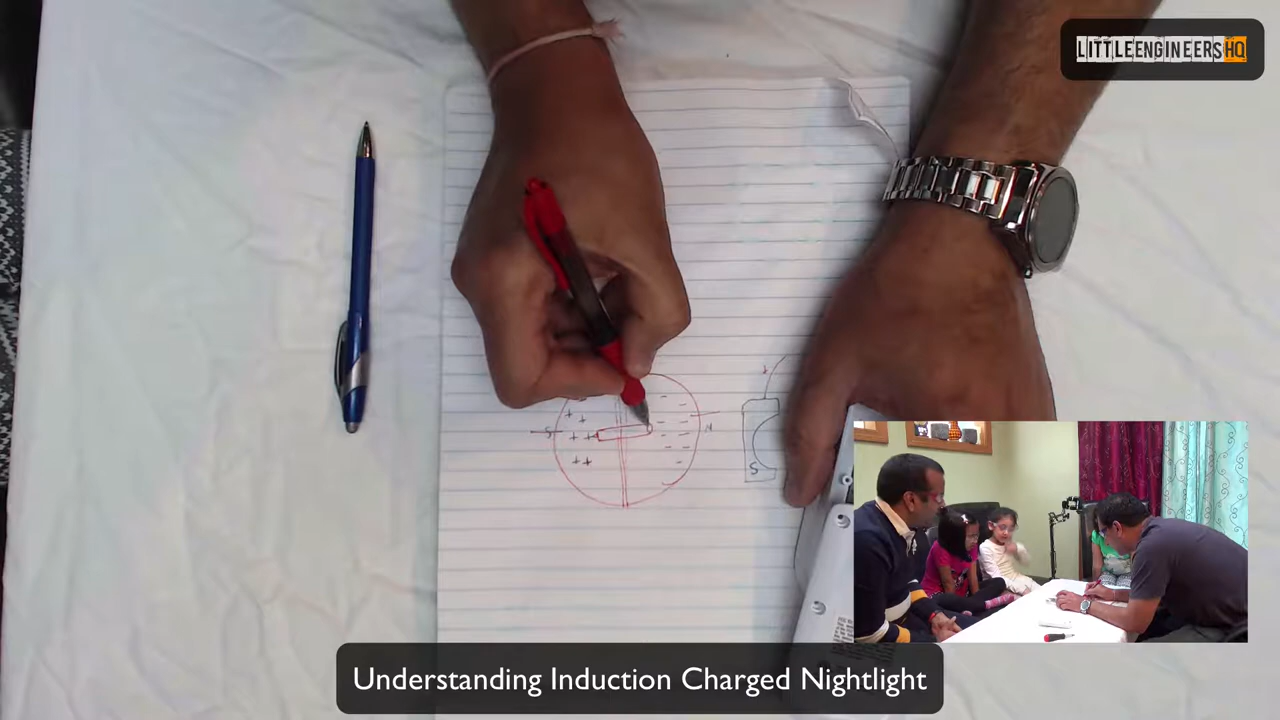 LITTLEENGINEERSHQ
+ - -
+ + - -
S + + - - N
- -
+ + -
S
Understanding Induction Charged Nightlight